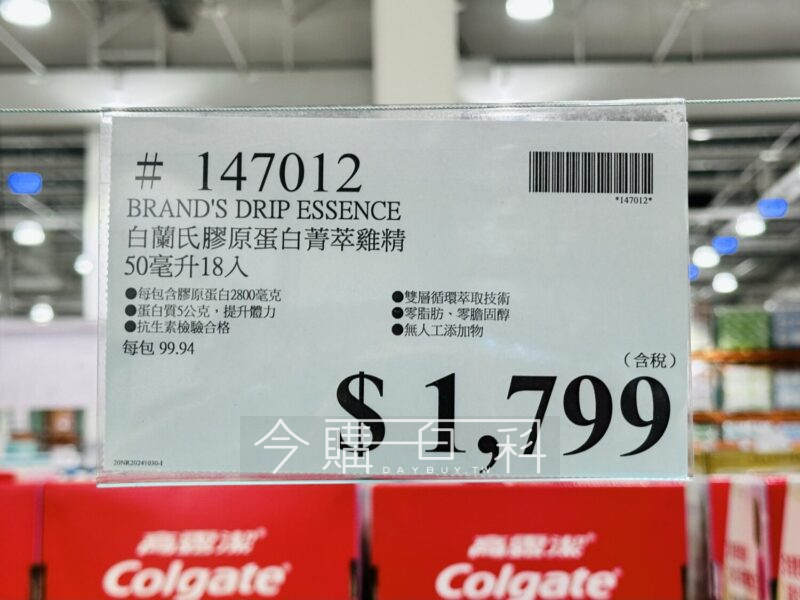 # 147012
*147012*
BRAND'S DRIP ESSENCE
白蘭氏膠原蛋白菁萃雞精
50毫升18入
●每包含膠原蛋白2800毫克
●蛋白質5公克，提升體力
●抗生素檢驗合格
每包 99.94
●雙層循環萃取技術
●零脂肪、零膽固醇
●無人工添加物
（含稅）
$ 1,799
今購百科
DAYBUY.TW
20NR20241030-1
高露潔
Colgate
高露潔
Colgate